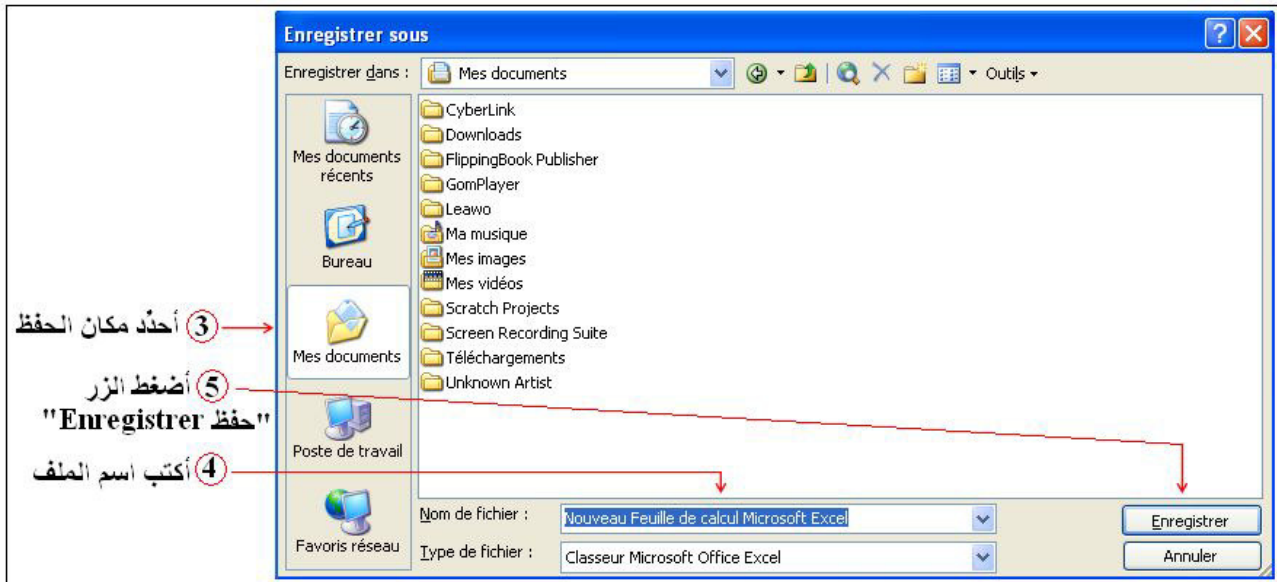 Enregistrer sous
Enregistrer dans :
Mes documents
Outils
Mes documents récents
Bureau
Mes documents
Poste de travail
Favoris réseau
CyberLink
Downloads
FlippingBook Publisher
GomPlayer
Leawo
Ma musique
Mes images
Mes vidéos
Scratch Projects
Screen Recording Suite
Téléchargements
Unknown Artist
③ أحدّد مكان الحفظ
⑤ أضغط الزر
"حفظ Enregistrer"
④ أكتب اسم الملف
Nom de fichier :
Nouveau Feuille de calcul Microsoft Excel
Enregistrer
Type de fichier :
Classeur Microsoft Office Excel
Annuler